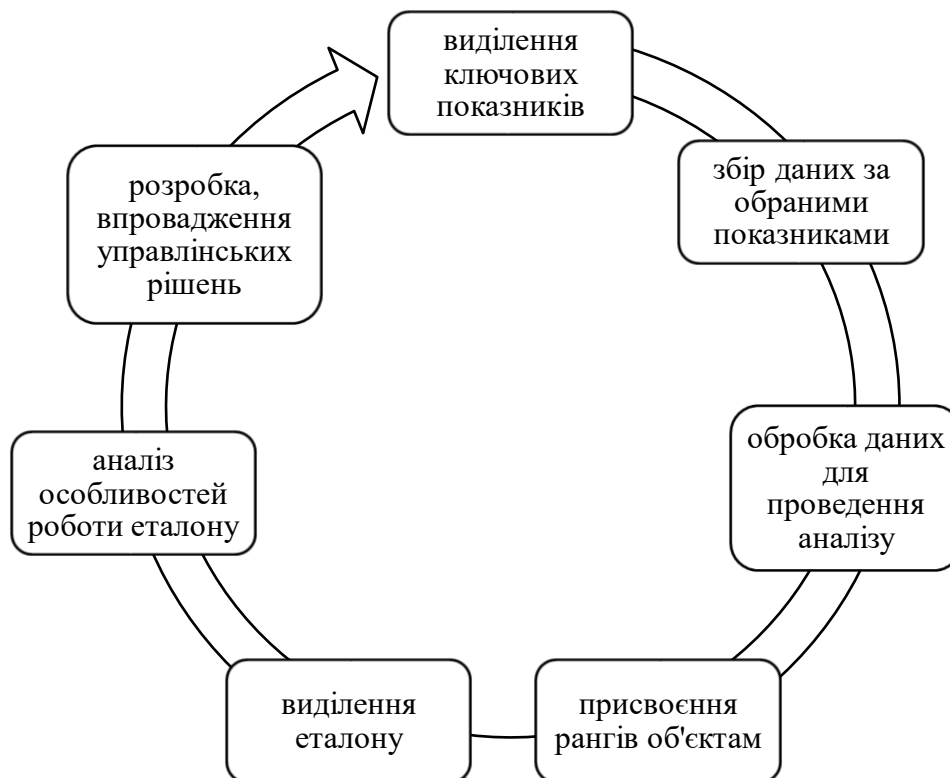 виділення
ключових
показників
збір даних за
обраними
показниками
обробка даних
для
проведення
аналізу
присвоєння
рангів об'єктам
виділення
еталону
аналіз
особливостей
роботи еталону
розробка,
впровадження
управлінських
рішень